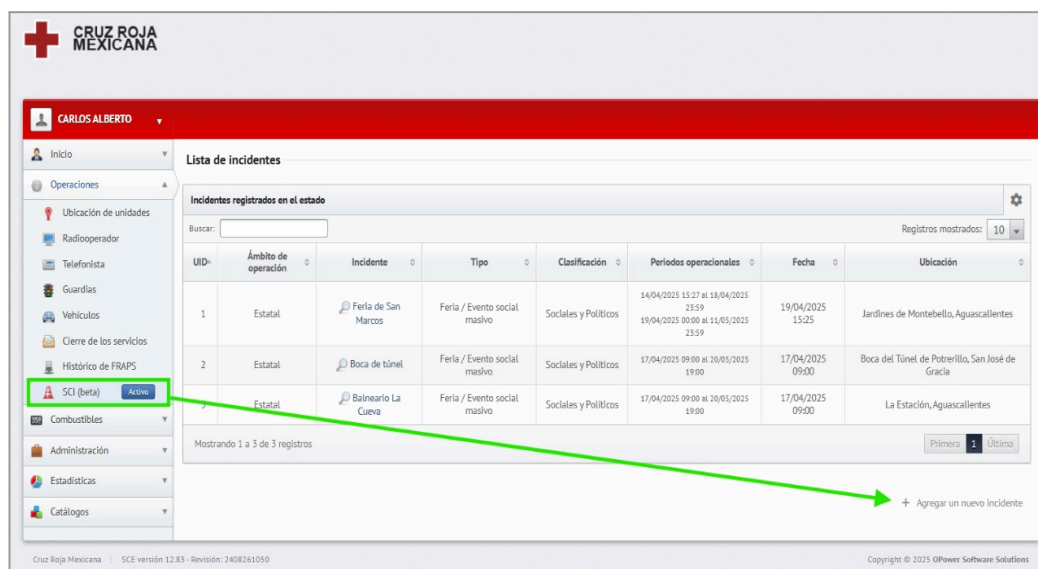 CRUZ ROJA
MEXICANA
CARLOS ALBERTO
Inicio
Operaciones
Ubicación de unidades
Radiooperador
Telefonista
Guardias
Vehículos
Cierre de los servicios
Histórico de FRAPS
SCI (beta) Activo
Combustibles
Administración
Estadísticas
Catálogos
Lista de incidentes
Incidentes registrados en el estado
Buscar:
Registros mostrados: 10
UID Ámbito de operación Incidente Tipo Clasificación Periodos operacionales Fecha Ubicación
1 Estatal Feria de San Marcos Feria / Evento social masivo Sociales y Políticos 14/04/2025 15:27 al 18/04/2025 23:59 19/04/2025 00:00 al 11/05/2025 23:59 19/04/2025 15:25 Jardines de Montebello, Aguascalientes
2 Estatal Boca de túnel Feria / Evento social masivo Sociales y Políticos 17/04/2025 09:00 al 20/05/2025 19:00 17/04/2025 09:00 Boca del Túnel de Potrerillo, San José de Gracia
3 Estatal Balneario La Cueva Feria / Evento social masivo Sociales y Políticos 17/04/2025 09:00 al 20/05/2025 19:00 17/04/2025 09:00 La Estación, Aguascalientes
Mostrando 1 a 3 de 3 registros
Primera 1 Última
+ Agregar un nuevo incidente
Cruz Roja Mexicana SCE versión 12.83 - Revisión: 2408261050
Copyright © 2025 OPower Software Solutions